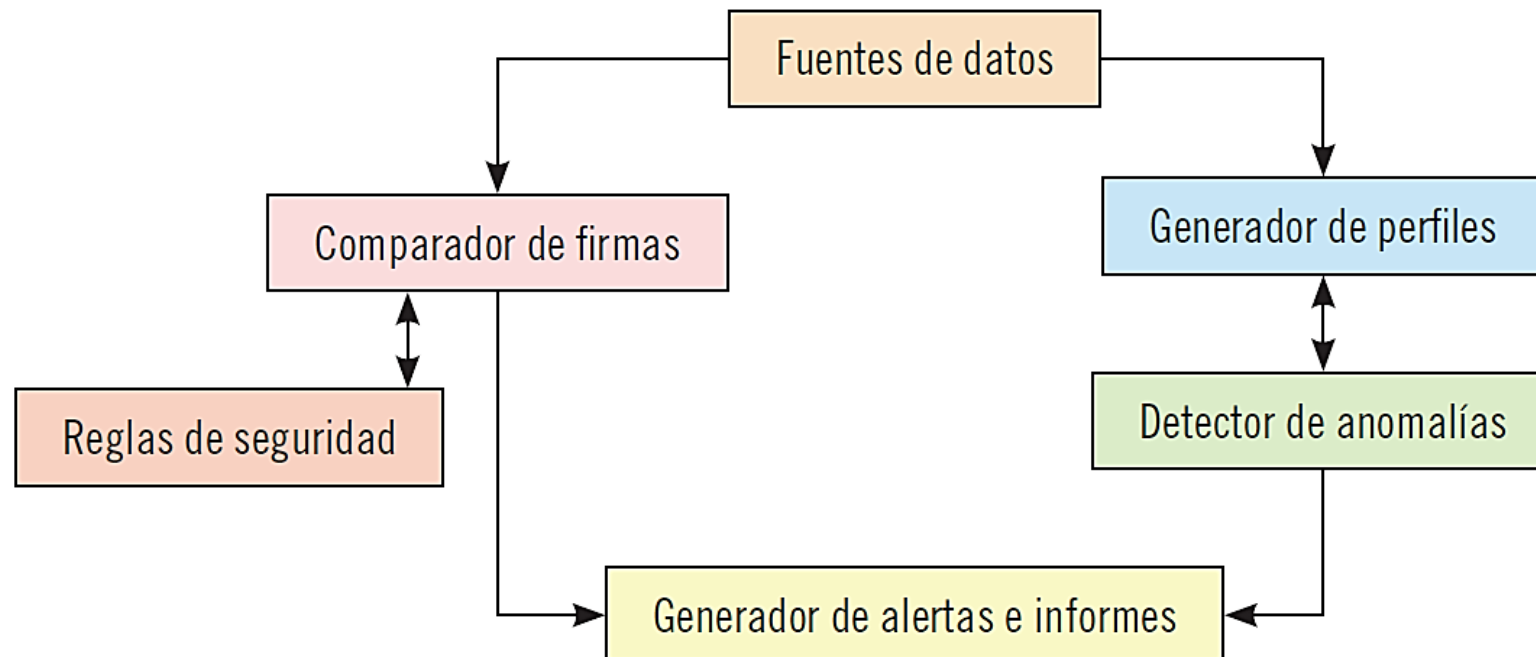 Fuentes de datos
Comparador de firmas
Generador de perfiles
Reglas de seguridad
Detector de anomalías
Generador de alertas e informes